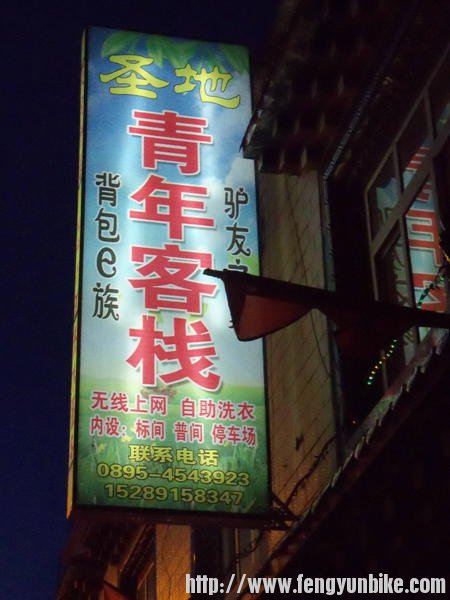 圣地
青年客栈
背包e族
驴友
无线上网 自助洗衣
内设：标间 普间 停车场
联系电话
0895-4543923
15289158347
http://www.fengyunbike.com